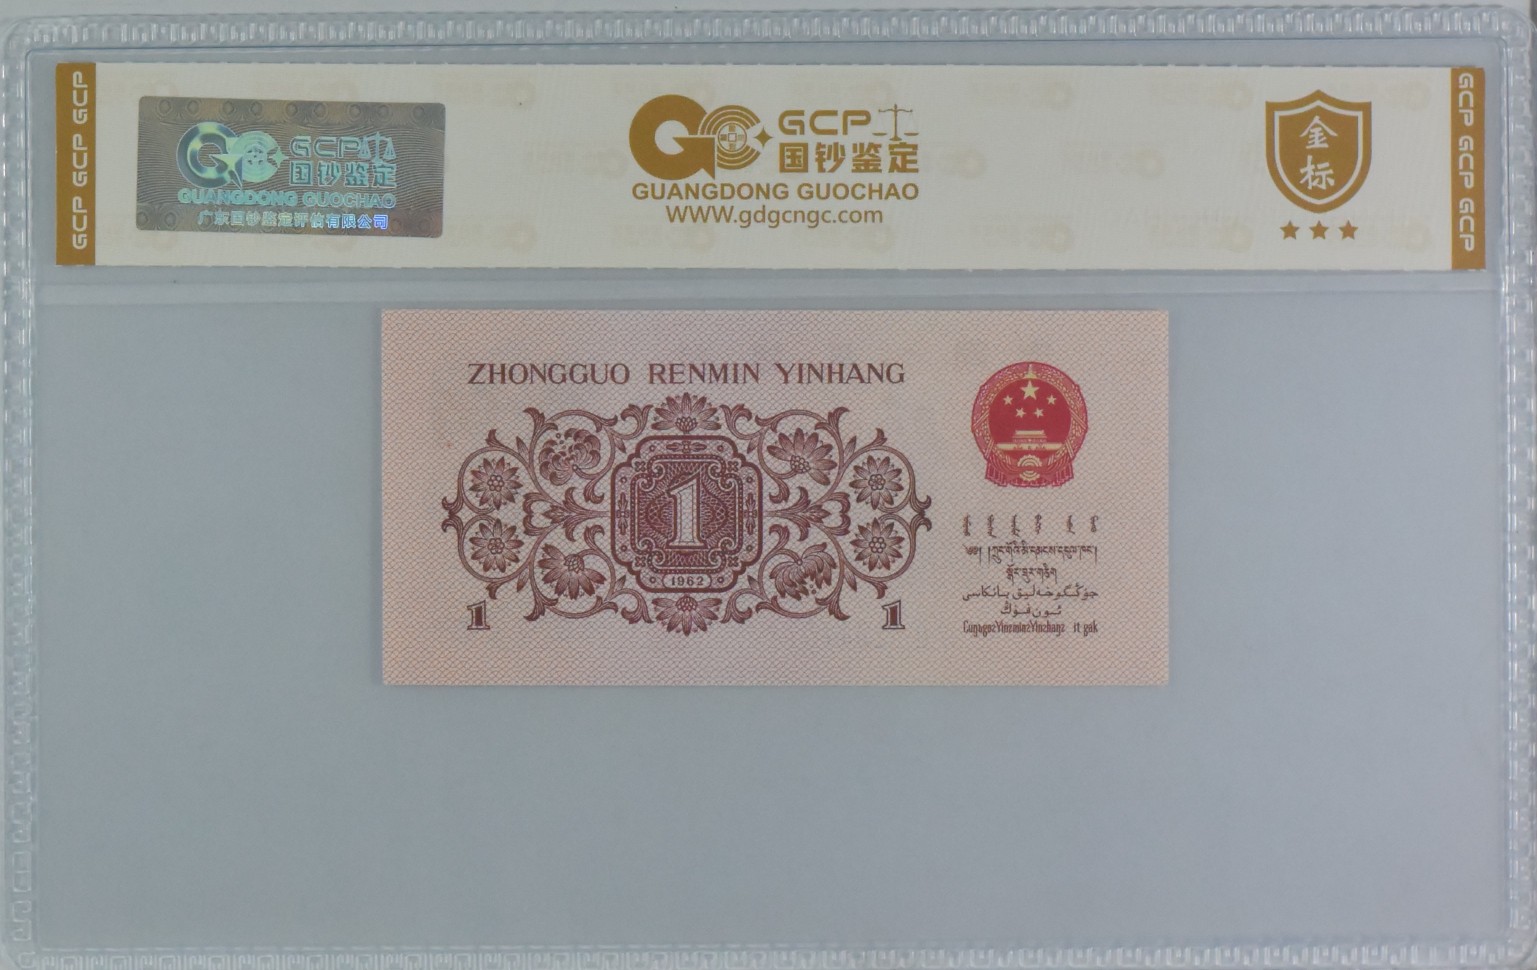 GCP GCP GCP
GCP
国钞鉴定
GUANGDONG GUOCHAO
广东国钞鉴定评估有限公司
GCP
国钞鉴定
GUANGDONG GUOCHAO
WWW.gdgcngc.com
金标
GCP GCP GCP
ZHONGGUO RENMIN YINHANG
1
1962
1
1
جۇڭگوخەلىق بانكاسى